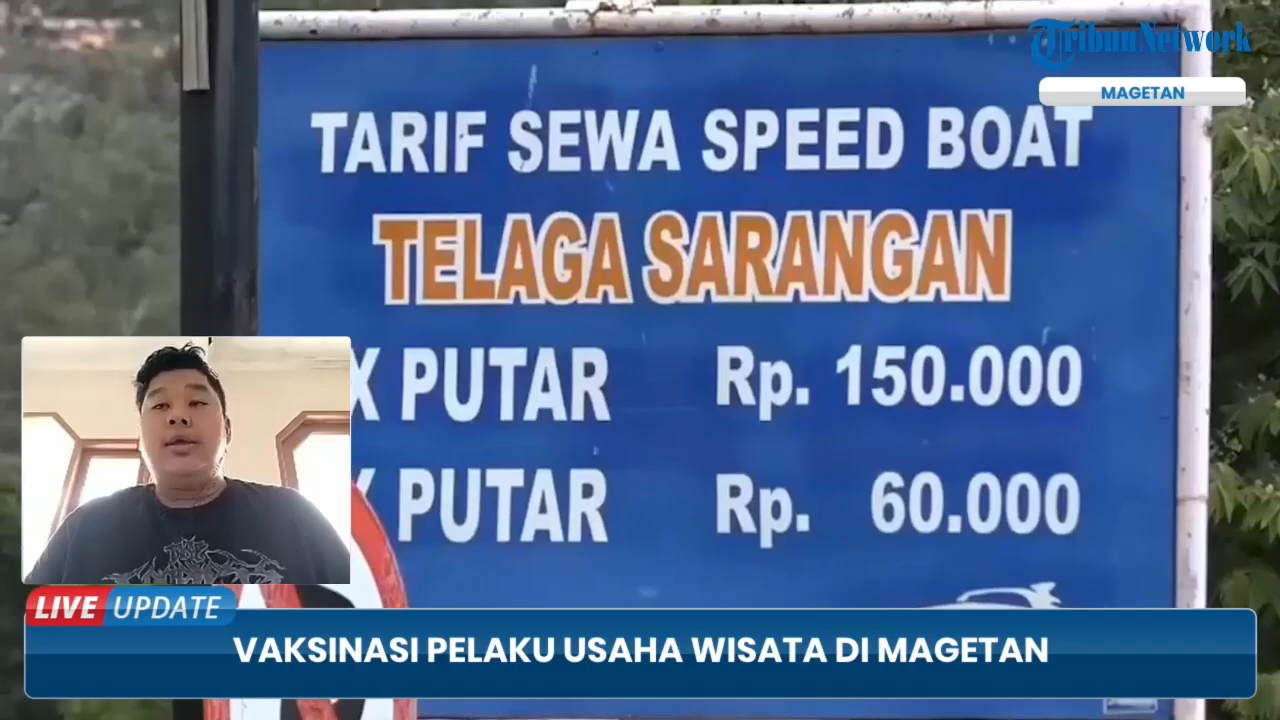 TribunNetwork
MAGETAN
TARIF SEWA SPEED BOAT
TELAGA SARANGAN
X PUTAR Rp. 150.000
PUTAR Rp. 60.000
LIVE UPDATE
VAKSINASI PELAKU USAHA WISATA DI MAGETAN